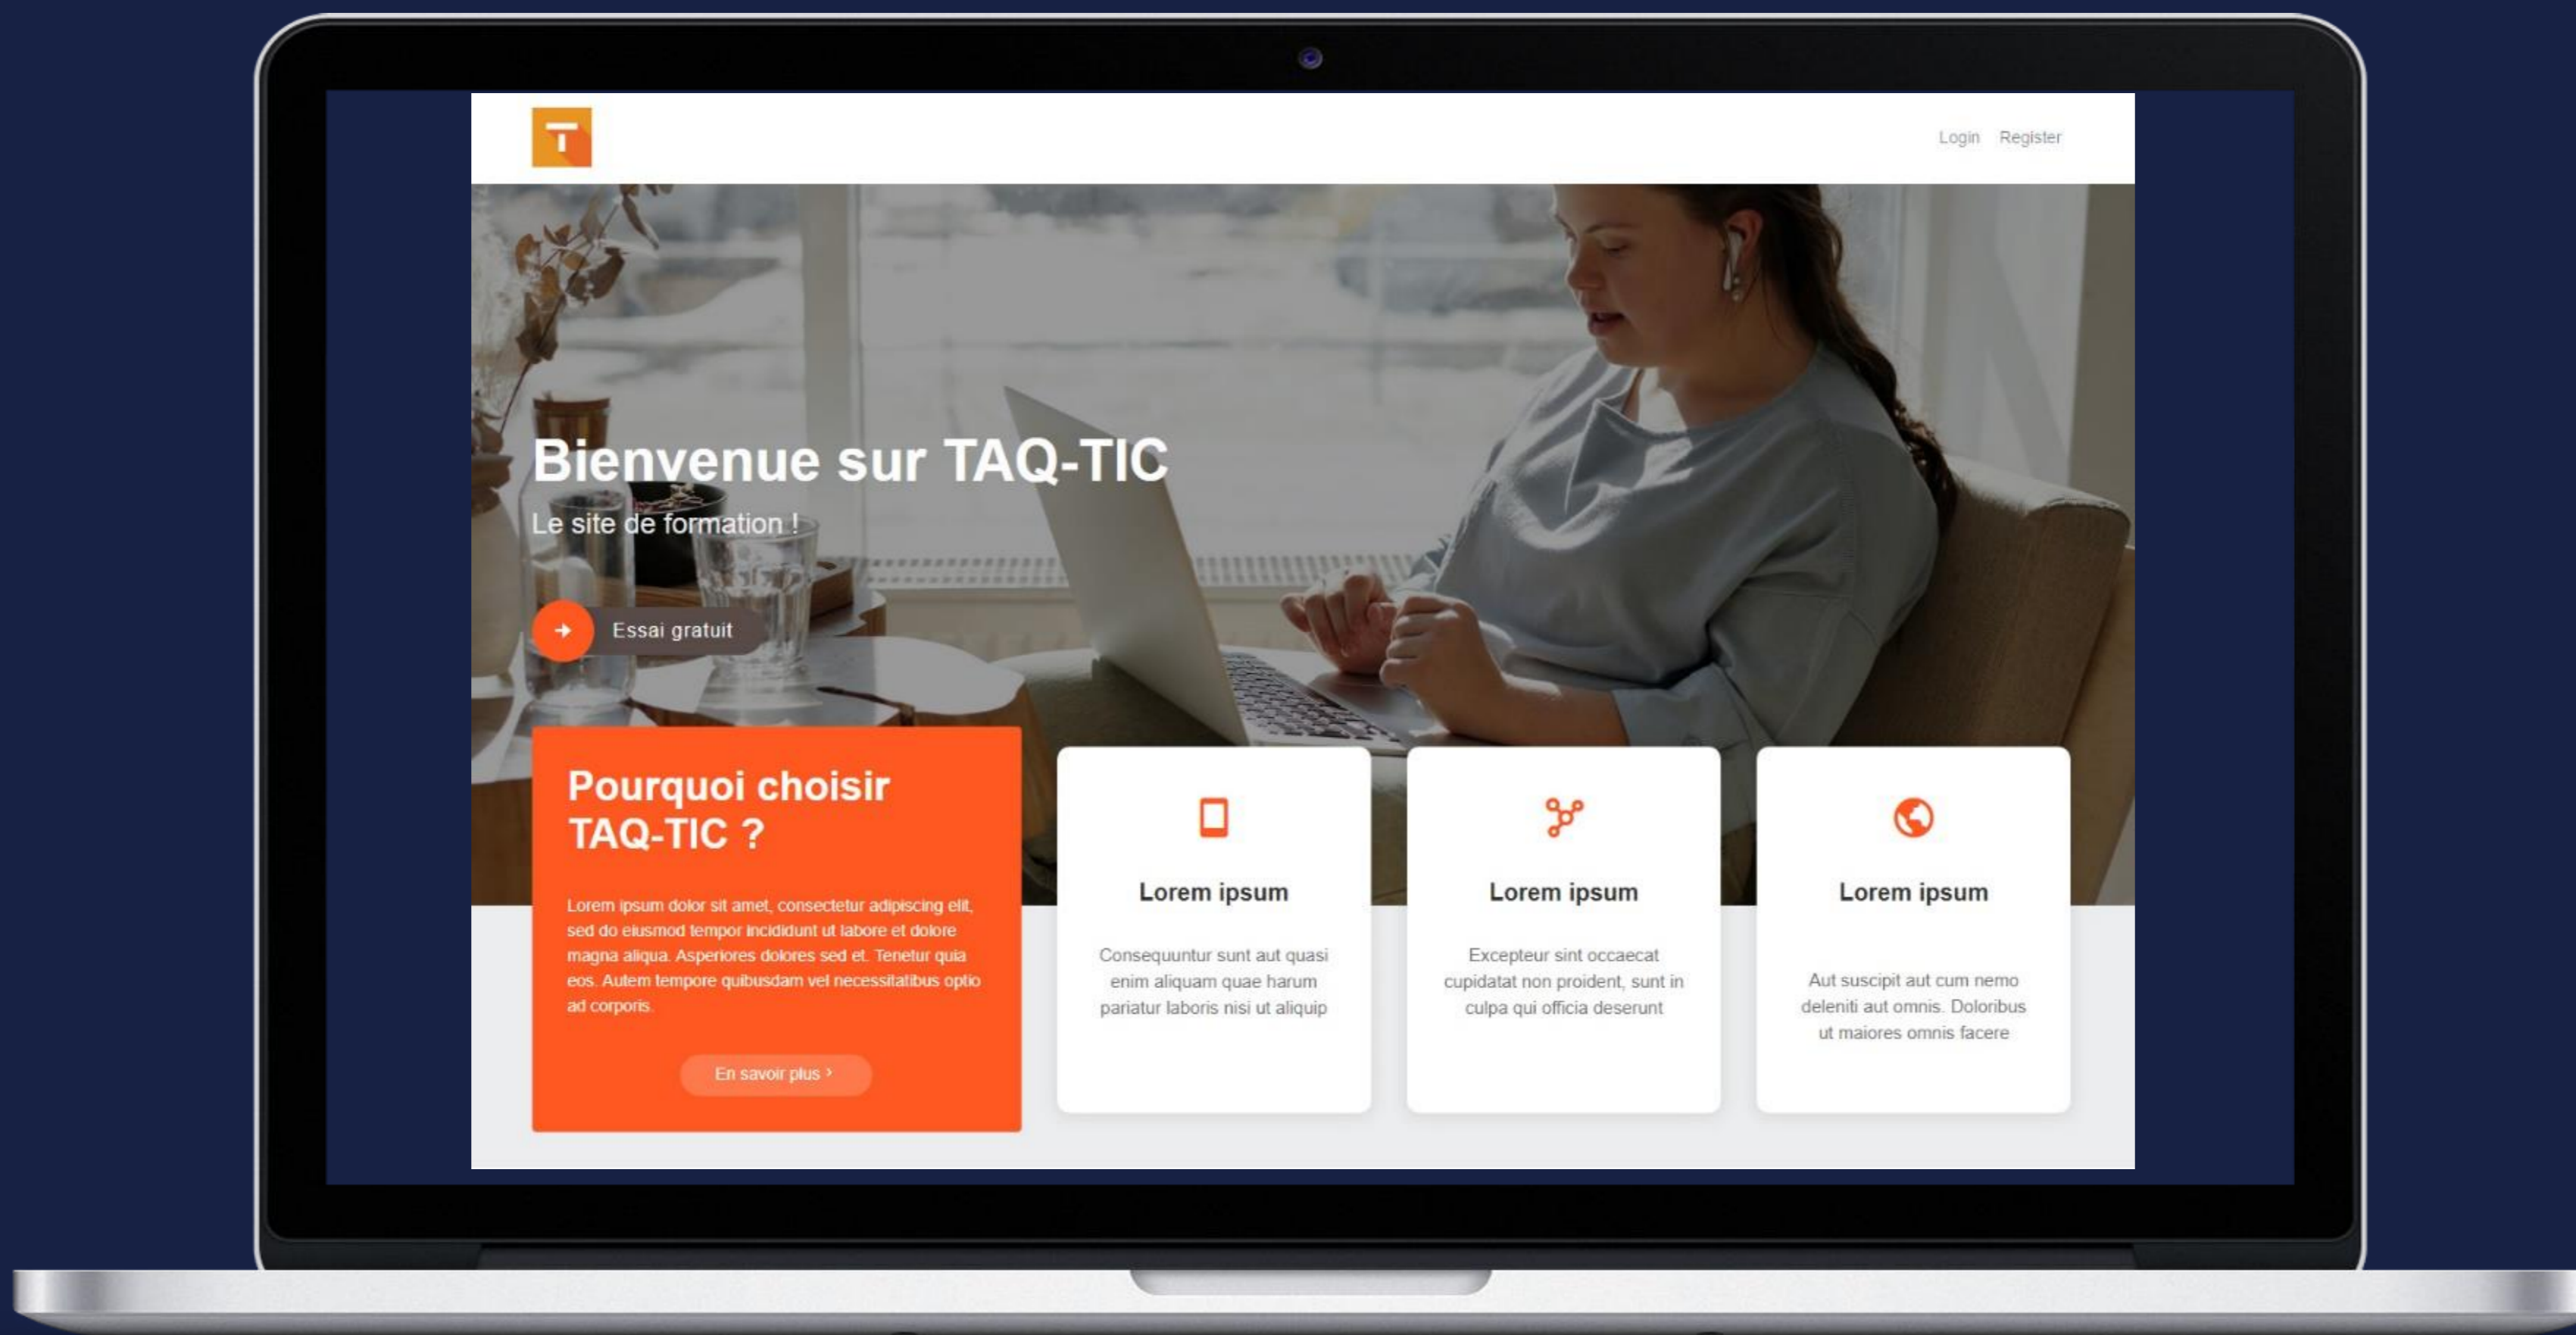 T
Login Register
Bienvenue sur TAQ-TIC
Le site de formation !
Essai gratuit
Pourquoi choisir
TAQ-TIC ?
Lorem ipsum dolor sit amet, consectetur adipiscing elit,
sed do eiusmod tempor incididunt ut labore et dolore
magna aliqua. Asperiores dolores sed et. Tenetur quia
eos. Autem tempore quibusdam vel necessitatibus optio
ad corporis.
En savoir plus >
Lorem ipsum
Consequuntur sunt aut quasi
enim aliquam quae harum
pariatur laboris nisi ut aliquip
Lorem ipsum
Excepteur sint occaecat
cupidatat non proident, sunt in
culpa qui officia deserunt
Lorem ipsum
Aut suscipit aut cum nemo
deleniti aut omnis. Doloribus
ut maiores omnis facere